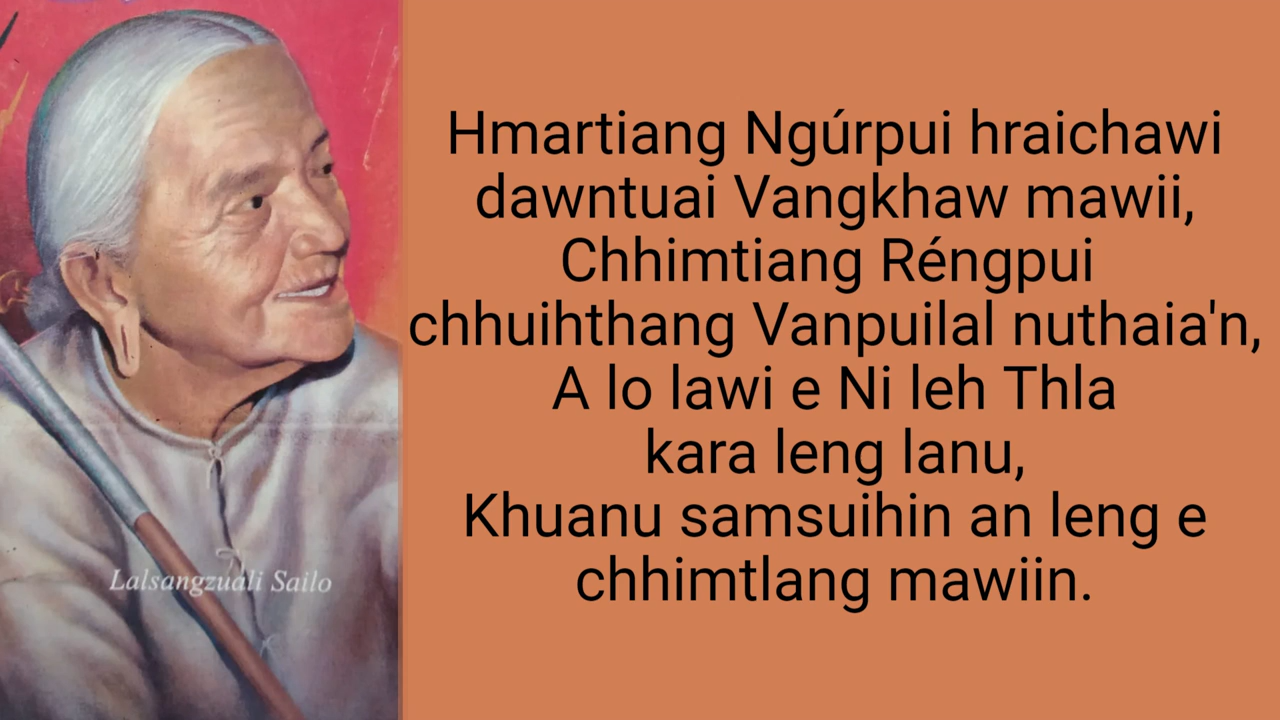 Hmartiang Ngúrpui hraichawi
dawntuai Vangkhaw mawii,
Chhimtiang Réngpui
chhuihthang Vanpuilal nuthaia'n,
A lo lawi e Ni leh Thla
kara leng lanu,
Khuanu samsuihin an leng e
chhimtlang mawiin.
Lalsangzuali Sailo